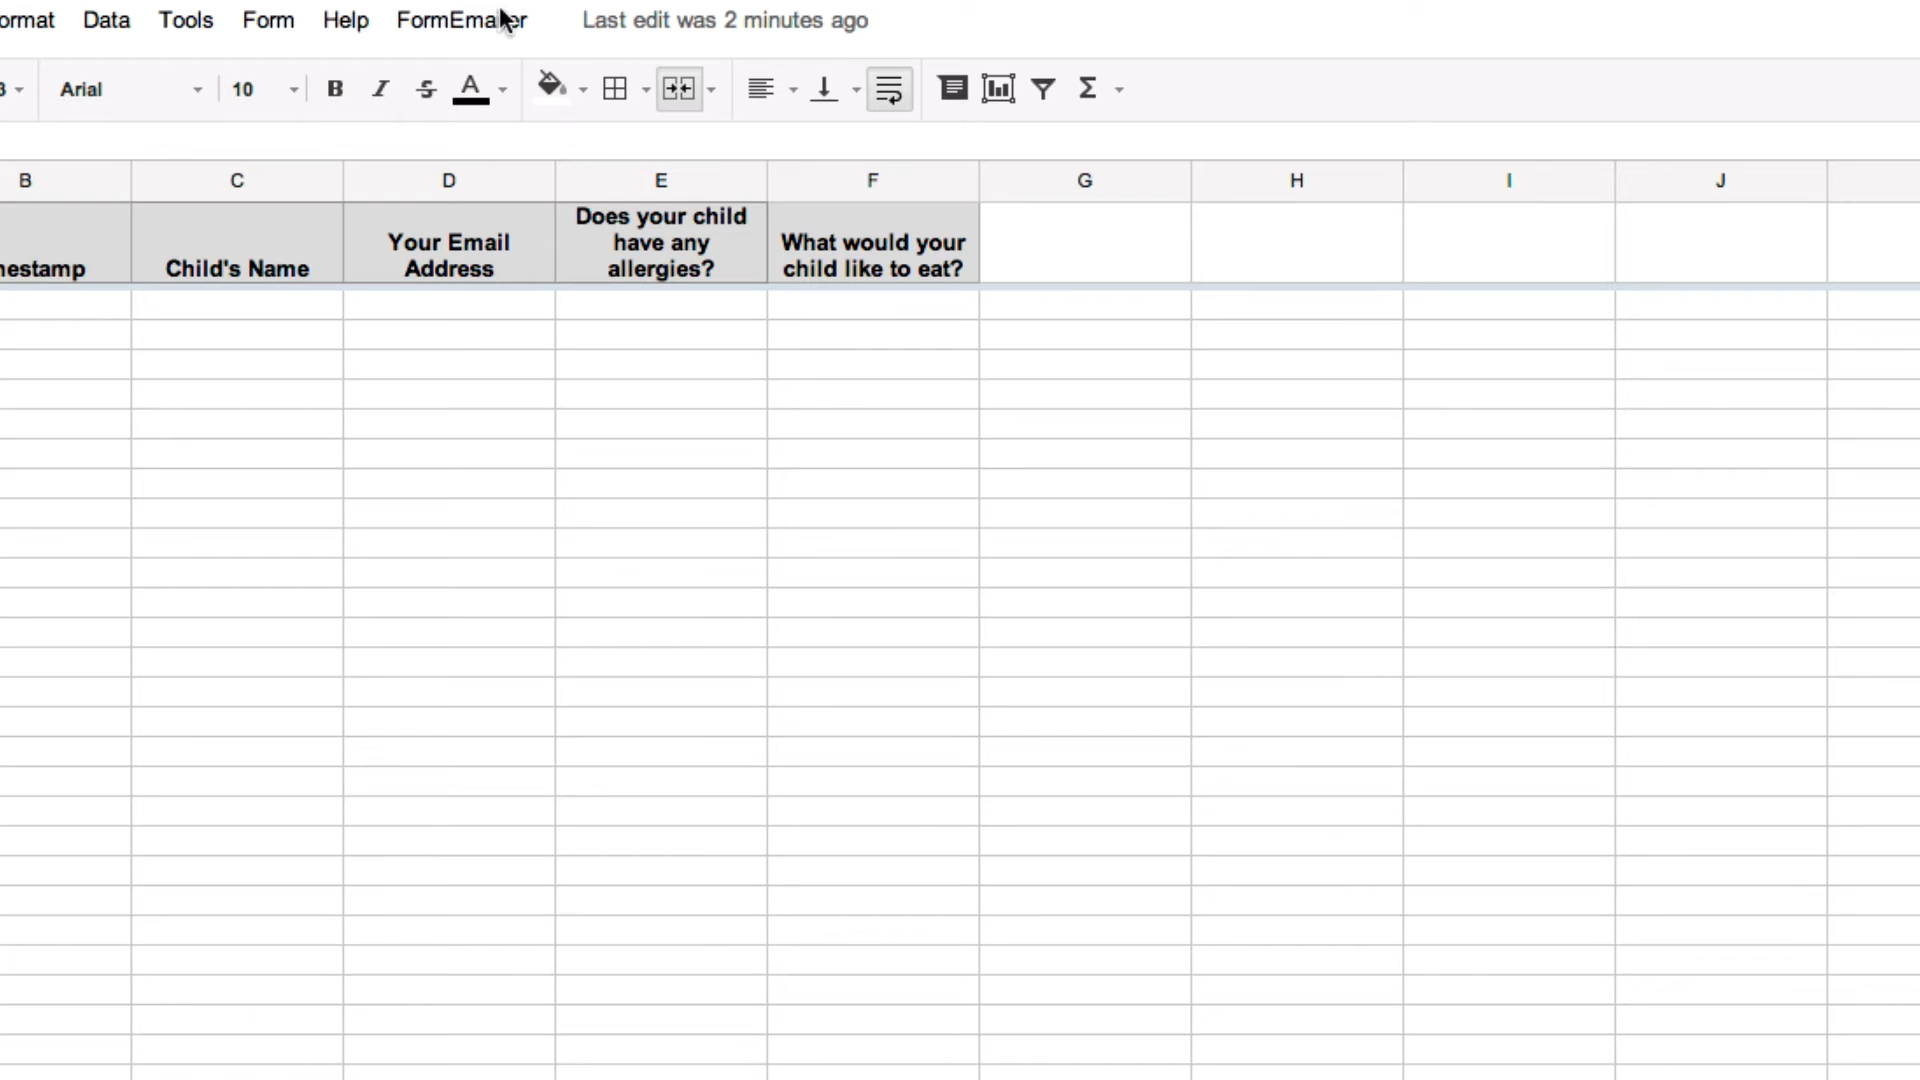 ormat Data Tools Form Help FormEmailer Last edit was 2 minutes ago
Arial 10 B I S A Σ
B C D E F G H I J
nestamp
Child's Name
Your Email
Address
Does your child
have any
allergies?
What would your
child like to eat?